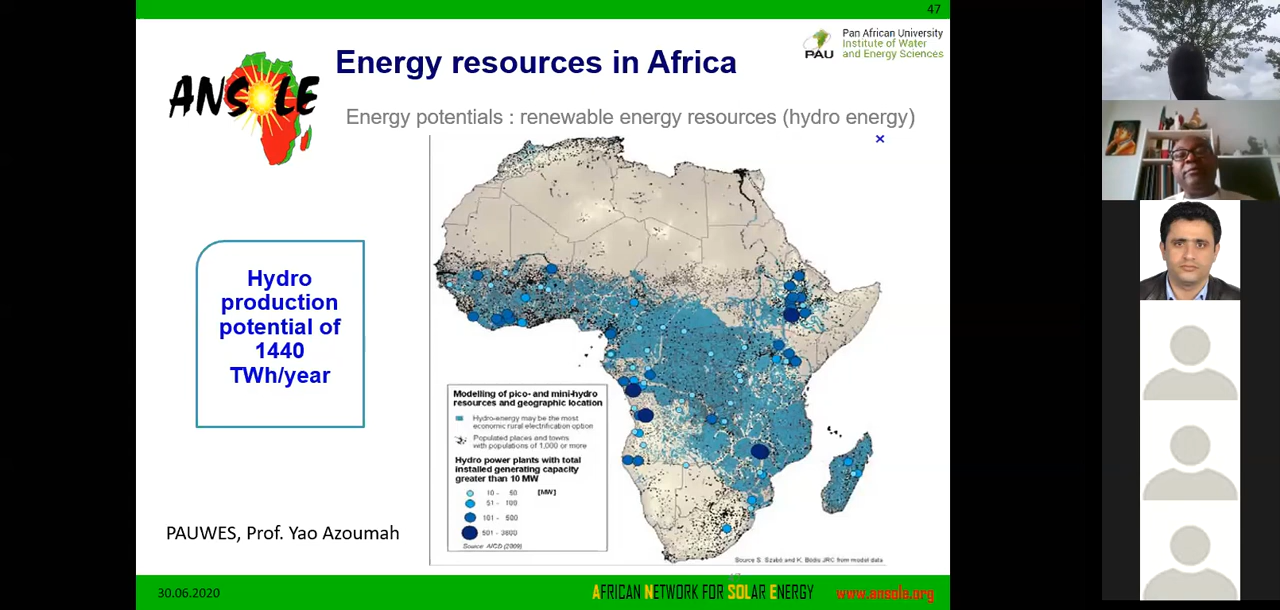 47
ANSOLE
Energy resources in Africa
PAU
Pan African University
Institute of Water
and Energy Sciences
Energy potentials : renewable energy resources (hydro energy)
Hydro
production
potential of
1440
TWh/year
Modelling of pico- and mini-hydro
resources and geographic location
Hydro-energy may be the most
economic rural electrification option
Populated places and towns
with populations of 1,000 or more
Hydro power plants with total
installed generating capacity
greater than 10 MW
10 - 50 [MW]
51 - 100
101 - 500
501 - 3800
Source: AICD (2009)
Source S. Szabó and K. Bódis JRC from model data
PAUWES, Prof. Yao Azoumah
30.06.2020
AFRICAN NETWORK FOR SOLAR ENERGY
www.ansole.org